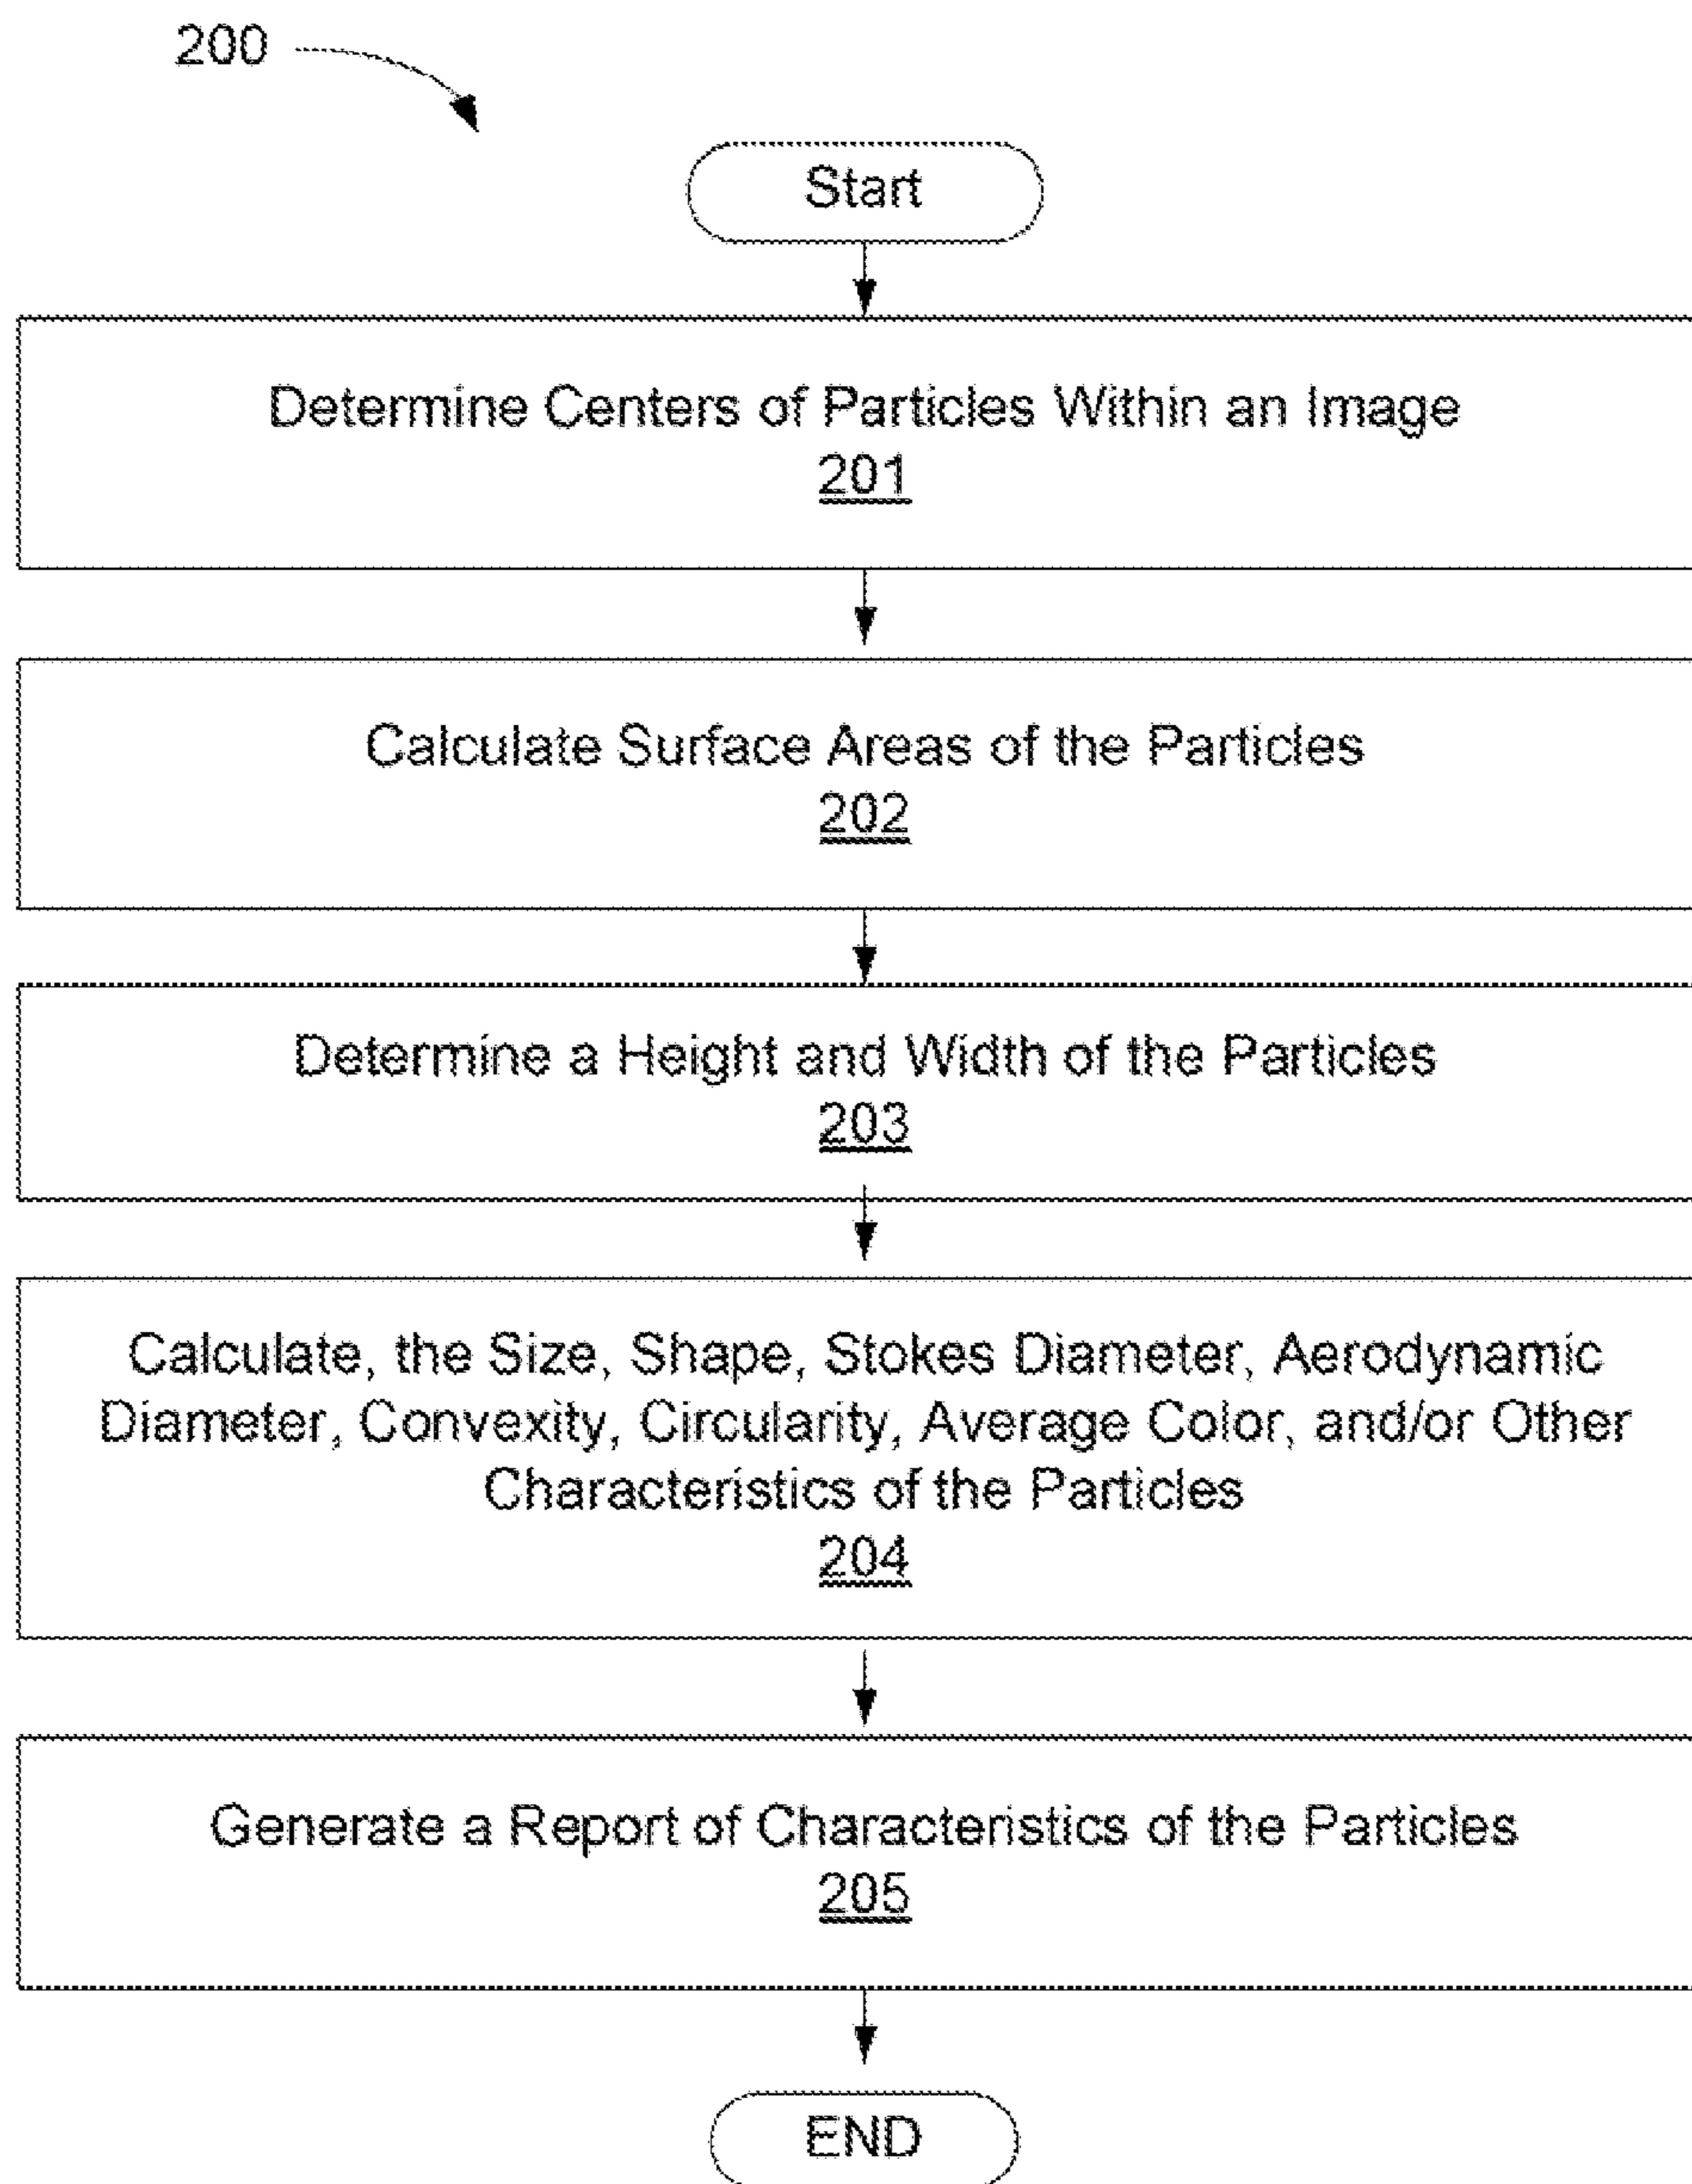 200
Start
Determine Centers of Particles Within an Image
201
Calculate Surface Areas of the Particles
202
Determine a Height and Width of the Particles
203
Calculate, the Size, Shape, Stokes Diameter, Aerodynamic
Diameter, Convexity, Circularity, Average Color, and/or Other
Characteristics of the Particles
204
Generate a Report of Characteristics of the Particles
205
END